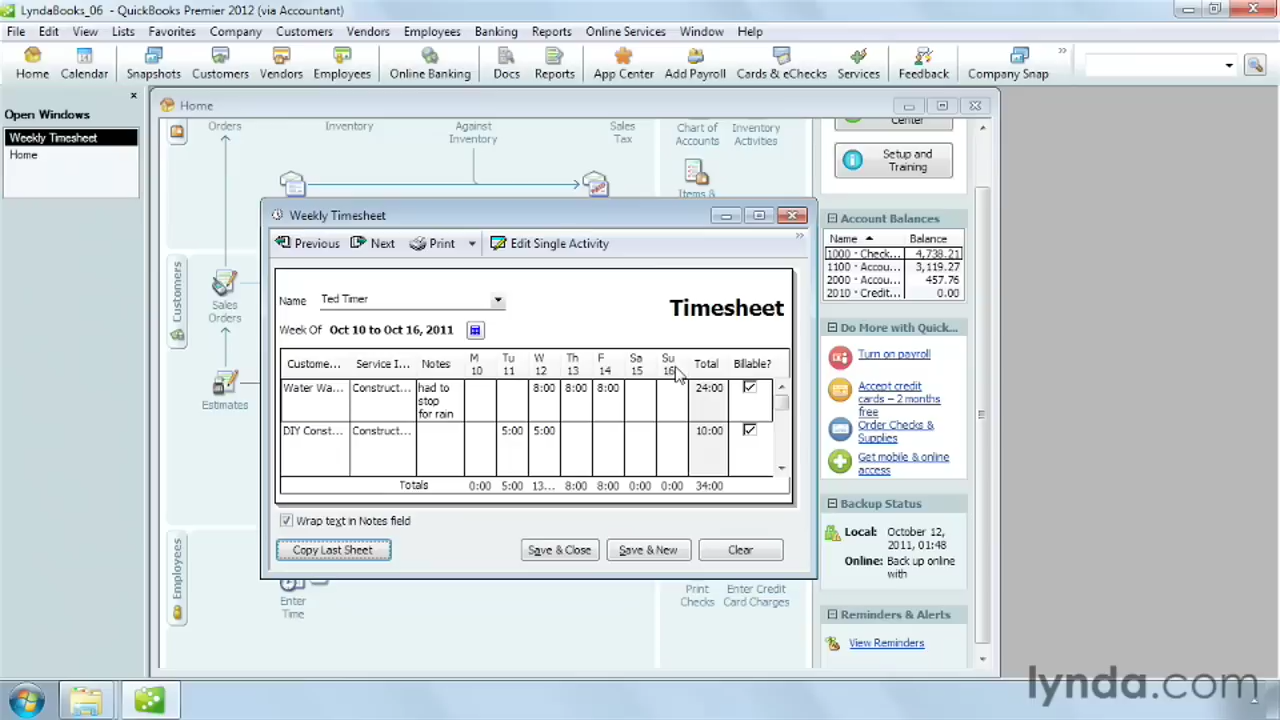 LyndaBooks_06 - QuickBooks Premier 2012 (via Accountant)
File Edit View Lists Favorites Company Customers Vendors Employees Banking Reports Online Services Window Help
Home Calendar Snapshots Customers Vendors Employees Online Banking Docs Reports App Center Add Payroll Cards & eChecks Services Feedback Company Snap
Open Windows
Weekly Timesheet
Home
Home
Orders
Inventory
Against
Inventory
Sales
Tax
Chart of
Accounts
Inventory
Activities
Items &
Customers
Sales
Orders
Estimates
Employees
Enter
Time
Print
Checks
Enter Credit
Card Charges
Weekly Timesheet
Previous Next Print Edit Single Activity
Name Ted Timer
Timesheet
Week Of Oct 10 to Oct 16, 2011
Custome... Service I... Notes M 10 Tu 11 W 12 Th 13 F 14 Sa 15 Su 16 Total Billable?
Water Wa... Construct... had to 8:00 8:00 8:00 24:00
stop
for rain
DIY Const... Construct... 5:00 5:00 10:00
Totals 0:00 5:00 13... 8:00 8:00 0:00 0:00 34:00
Wrap text in Notes field
Copy Last Sheet Save & Close Save & New Clear
Center
Setup and
Training
Account Balances
Name Balance
1000 · Check... 4,738.21
1100 · Accou... 3,119.27
2000 · Accou... 457.76
2010 · Credit... 0.00
Do More with Quick...
Turn on payroll
Accept credit
cards – 2 months
free
Order Checks &
Supplies
Get mobile & online
access
Backup Status
Local: October 12,
2011, 01:48
Online: Back up online
with
Reminders & Alerts
View Reminders
lynda.com